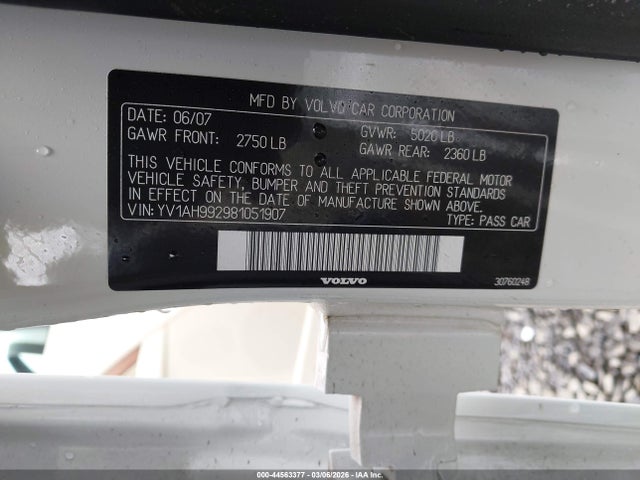 MFD BY VOLVO CAR CORPORATION
DATE: 06/07 GVWR: 5020 LB
GAWR FRONT: 2750 LB GAWR REAR: 2360 LB
THIS VEHICLE CONFORMS TO ALL APPLICABLE FEDERAL MOTOR
VEHICLE SAFETY, BUMPER AND THEFT PREVENTION STANDARDS
IN EFFECT ON THE DATE OF MANUFACTURE SHOWN ABOVE.
VIN: YV1AH992981051907 TYPE: PASS CAR
VOLVO 30760248
000-44563377 - 03/06/2026 - IAAI Inc.